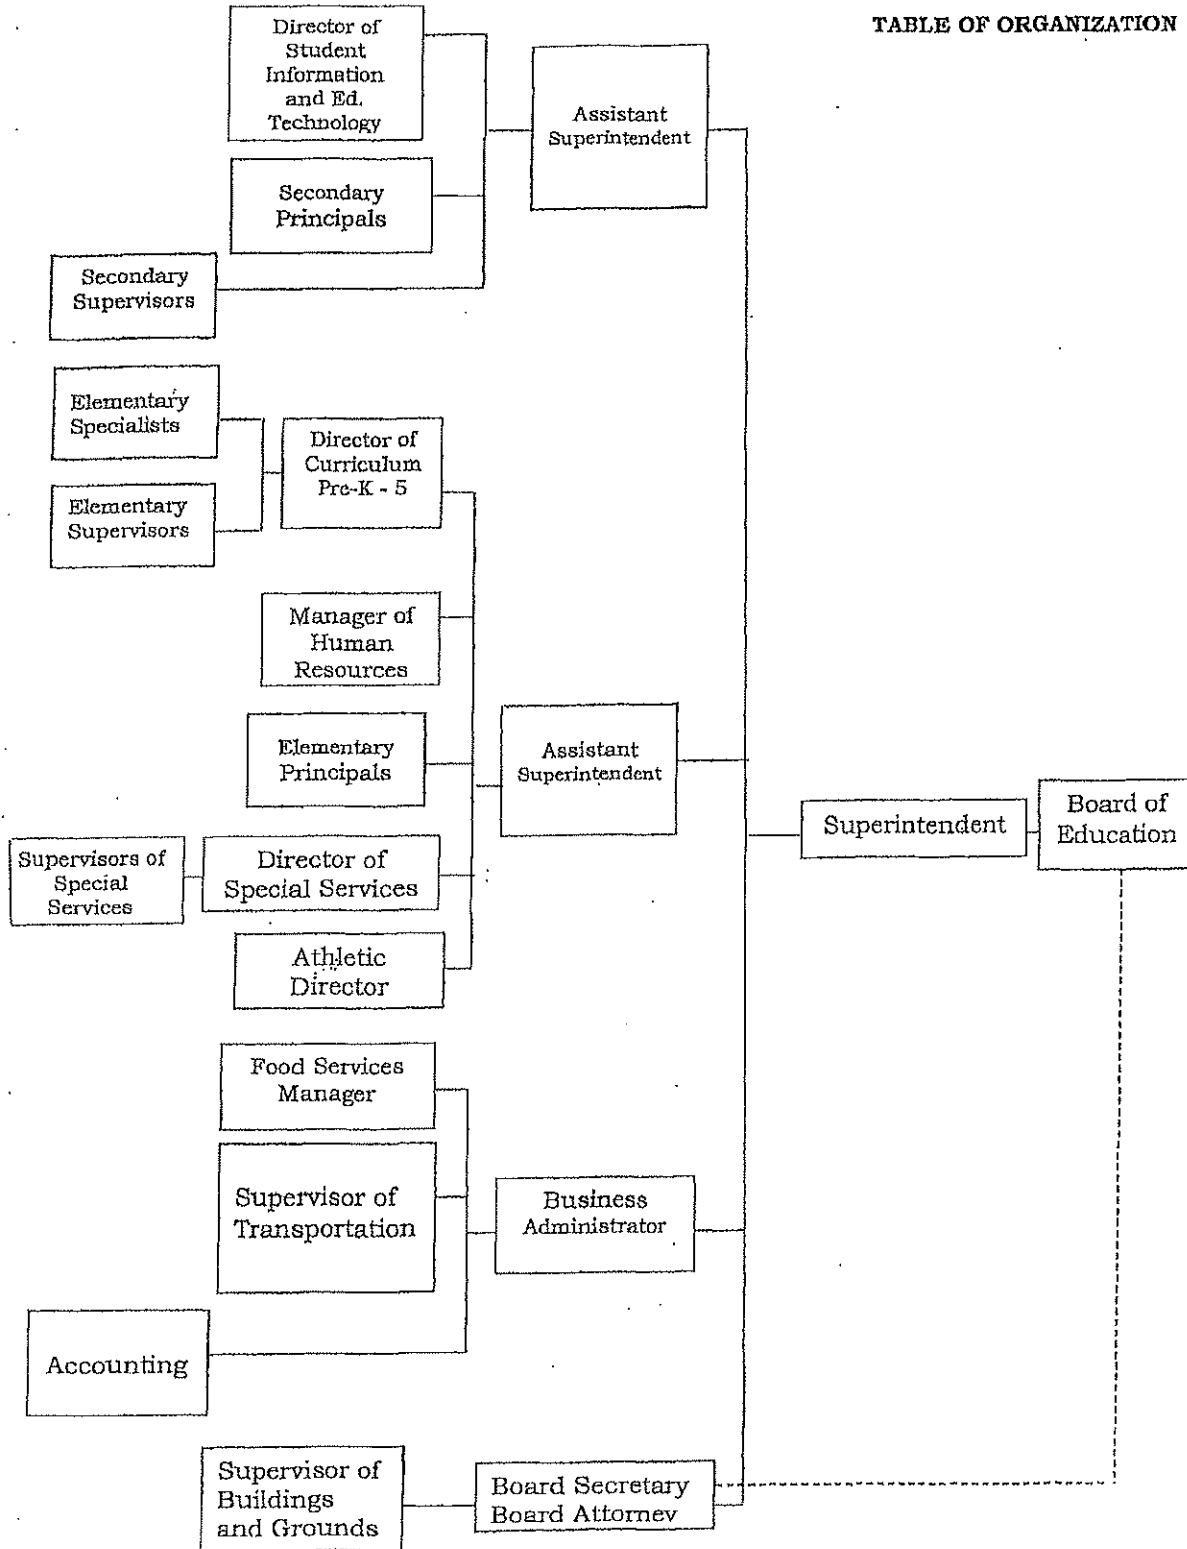 TABLE OF ORGANIZATION
Director of
Student
Information
and Ed.
Technology
Assistant
Superintendent
Secondary
Principals
Secondary
Supervisors
Elementary
Specialists
Director of
Curriculum
Pre-K - 5
Elementary
Supervisors
Manager of
Human
Resources
Elementary
Principals
Assistant
Superintendent
Superintendent
Board of
Education
Supervisors of
Special
Services
Director of
Special Services
Athletic
Director
Food Services
Manager
Supervisor of
Transportation
Business
Administrator
Accounting
Supervisor of
Buildings
and Grounds
Board Secretary
Board Attorney